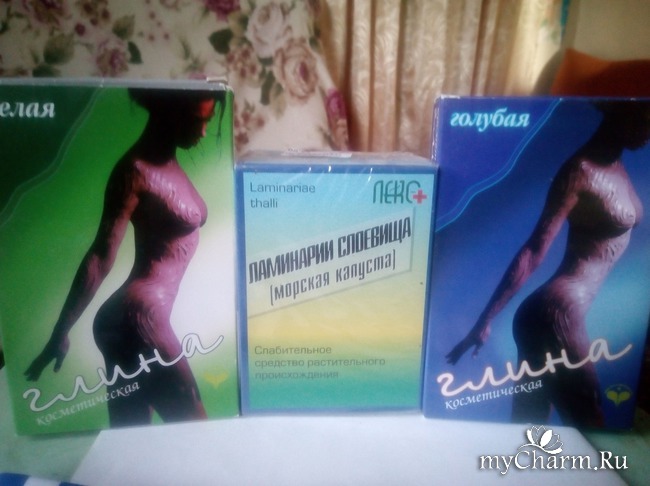 елая
глина
косметическая
Laminariae
thalli
ЛЕКС+
ЛАМИНАРИИ СЛОЕВИЩА
(морская капуста)
Слабительное
средство растительного
происхождения
голубая
глина
косметическая
myCharm.Ru